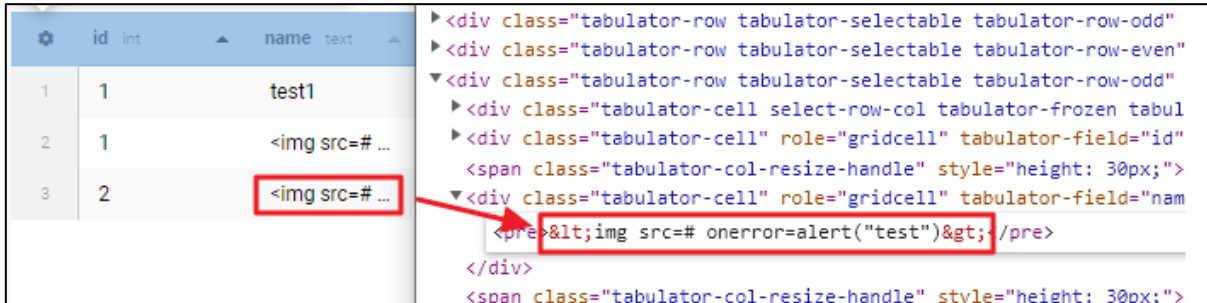 id int name text
1 1 test1
2 1 <img src=# ...
3 2 <img src=# ...
<div class="tabulator-row tabulator-selectable tabulator-row-odd"
<div class="tabulator-row tabulator-selectable tabulator-row-even"
<div class="tabulator-row tabulator-selectable tabulator-row-odd"
<div class="tabulator-cell select-row-col tabulator-frozen tabul
<div class="tabulator-cell" role="gridcell" tabulator-field="id"
<span class="tabulator-col-resize-handle" style="height: 30px;">
<div class="tabulator-cell" role="gridcell" tabulator-field="nam
<pre>&lt;img src=# onerror=alert("test")&gt;</pre>
</div>
<span class="tabulator-col-resize-handle" style="height: 30px;">